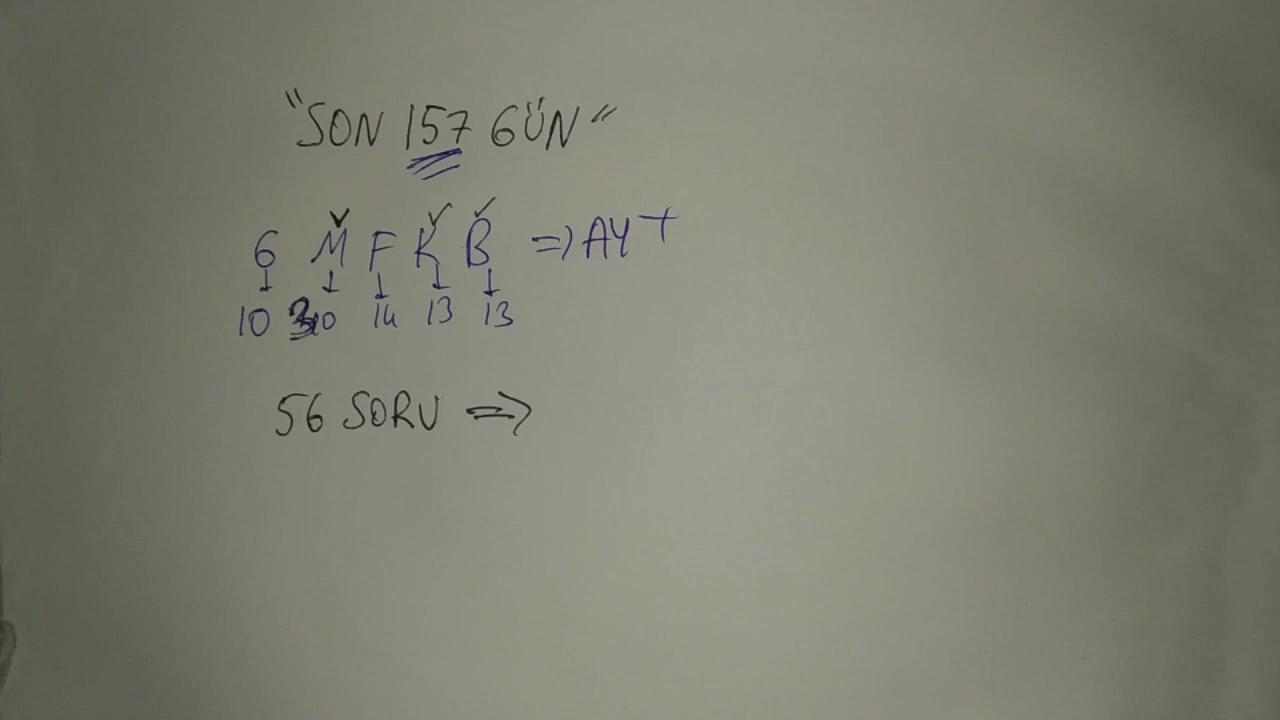 "SON 157 GÜN"
G M F K B => AYT
10 30 14 13 13
56 SORU =>